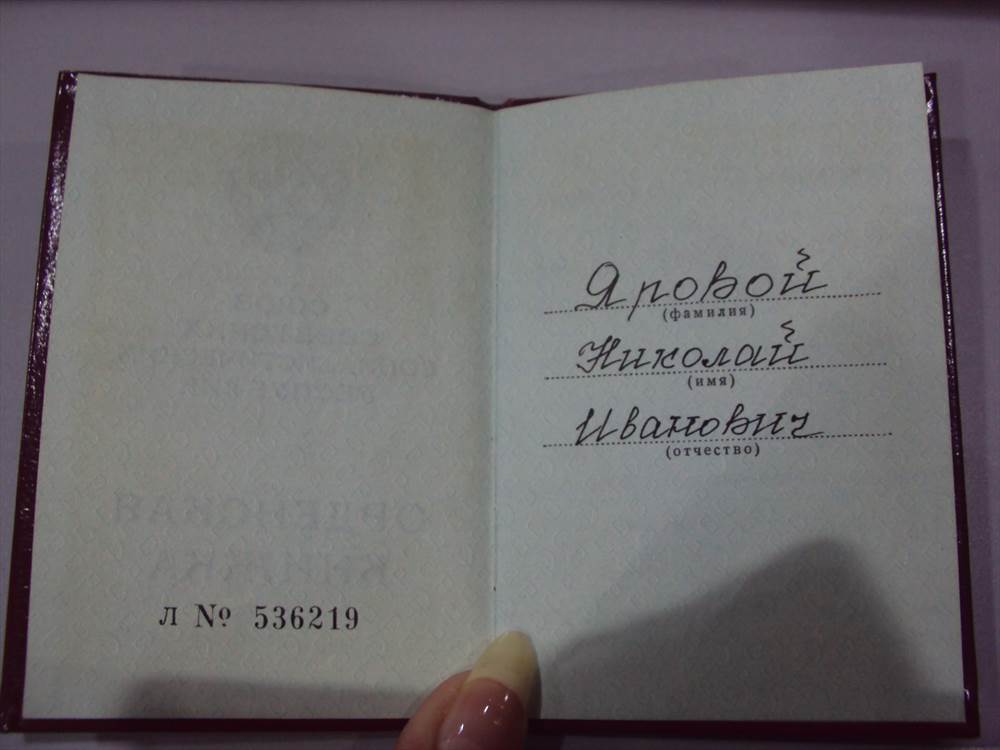 л № 536219
Яровой
(фамилия)
Николай
(имя)
Иванович
(отчество)